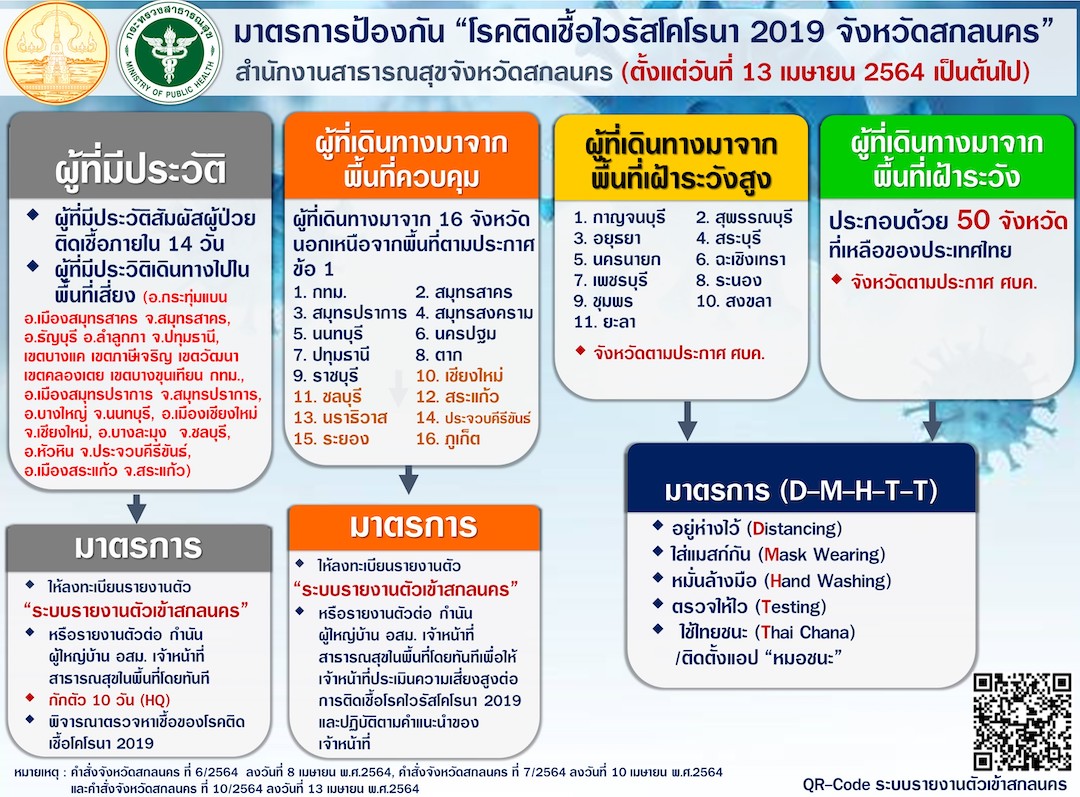 กระทรวงสาธารณสุข
MINISTRY OF PUBLIC HEALTH
มาตรการป้องกัน “โรคติดเชื้อไวรัสโคโรนา 2019 จังหวัดสกลนคร”
สำนักงานสาธารณสุขจังหวัดสกลนคร (ตั้งแต่วันที่ 13 เมษายน 2564 เป็นต้นไป)
ผู้ที่มีประวัติ
ผู้ที่มีประวัติสัมผัสผู้ป่วย
ติดเชื้อภายใน 14 วัน
ผู้ที่มีประวิติเดินทางไปใน
พื้นที่เสี่ยง (อ.กระทุ่มแบน
อ.เมืองสมุทรสาคร จ.สมุทรสาคร,
อ.ธัญบุรี อ.ลำลูกกา จ.ปทุมธานี,
เขตบางแค เขตภาษีเจริญ เขตวัฒนา
เขตคลองเตย เขตบางขุนเทียน กทม.,
อ.เมืองสมุทรปราการ จ.สมุทรปราการ,
อ.บางใหญ่ จ.นนทบุรี, อ.เมืองเชียงใหม่
จ.เชียงใหม่, อ.บางละมุง จ.ชลบุรี,
อ.หัวหิน จ.ประจวบคีรีขันธ์,
อ.เมืองสระแก้ว จ.สระแก้ว)
มาตรการ
ให้ลงทะเบียนรายงานตัว
“ระบบรายงานตัวเข้าสกลนคร”
หรือรายงานตัวต่อ กำนัน
ผู้ใหญ่บ้าน อสม. เจ้าหน้าที่
สาธารณสุขในพื้นที่โดยทันที
กักตัว 10 วัน (HQ)
พิจารณาตรวจหาเชื้อของโรคติด
เชื้อโคโรนา 2019
ผู้ที่เดินทางมาจาก
พื้นที่ควบคุม
ผู้ที่เดินทางมาจาก 16 จังหวัด
นอกเหนือจากพื้นที่ตามประกาศ
ข้อ 1
1. กทม. 2. สมุทรสาคร
3. สมุทรปราการ 4. สมุทรสงคราม
5. นนทบุรี 6. นครปฐม
7. ปทุมธานี 8. ตาก
9. ราชบุรี 10. เชียงใหม่
11. ชลบุรี 12. สระแก้ว
13. นราธิวาส 14. ประจวบคีรีขันธ์
15. ระยอง 16. ภูเก็ต
มาตรการ
ให้ลงทะเบียนรายงานตัว
“ระบบรายงานตัวเข้าสกลนคร”
หรือรายงานตัวต่อ กำนัน
ผู้ใหญ่บ้าน อสม. เจ้าหน้าที่
สาธารณสุขในพื้นที่โดยทันทีเพื่อให้
เจ้าหน้าที่ประเมินความเสี่ยงสูงต่อ
การติดเชื้อโรคไวรัสโคโรนา 2019
และปฏิบัติตามคำแนะนำของ
เจ้าหน้าที่
ผู้ที่เดินทางมาจาก
พื้นที่เฝ้าระวังสูง
1. กาญจนบุรี 2. สุพรรณบุรี
3. อยุธยา 4. สระบุรี
5. นครนายก 6. ฉะเชิงเทรา
7. เพชรบุรี 8. ระนอง
9. ชุมพร 10. สงขลา
11. ยะลา
จังหวัดตามประกาศ ศบค.
ผู้ที่เดินทางมาจาก
พื้นที่เฝ้าระวัง
ประกอบด้วย 50 จังหวัด
ที่เหลือของประเทศไทย
จังหวัดตามประกาศ ศบค.
มาตรการ (D-M-H-T-T)
อยู่ห่างไว้ (Distancing)
ใส่แมสก์กัน (Mask Wearing)
หมั่นล้างมือ (Hand Washing)
ตรวจให้ไว (Testing)
ใช้ไทยชนะ (Thai Chana)
/ติดตั้งแอป “หมอชนะ”
หมายเหตุ : คำสั่งจังหวัดสกลนคร ที่ 6/2564 ลงวันที่ 8 เมษายน พ.ศ.2564, คำสั่งจังหวัดสกลนคร ที่ 7/2564 ลงวันที่ 10 เมษายน พ.ศ.2564
และคำสั่งจังหวัดสกลนคร ที่ 10/2564 ลงวันที่ 13 เมษายน พ.ศ.2564
QR-Code ระบบรายงานตัวเข้าสกลนคร